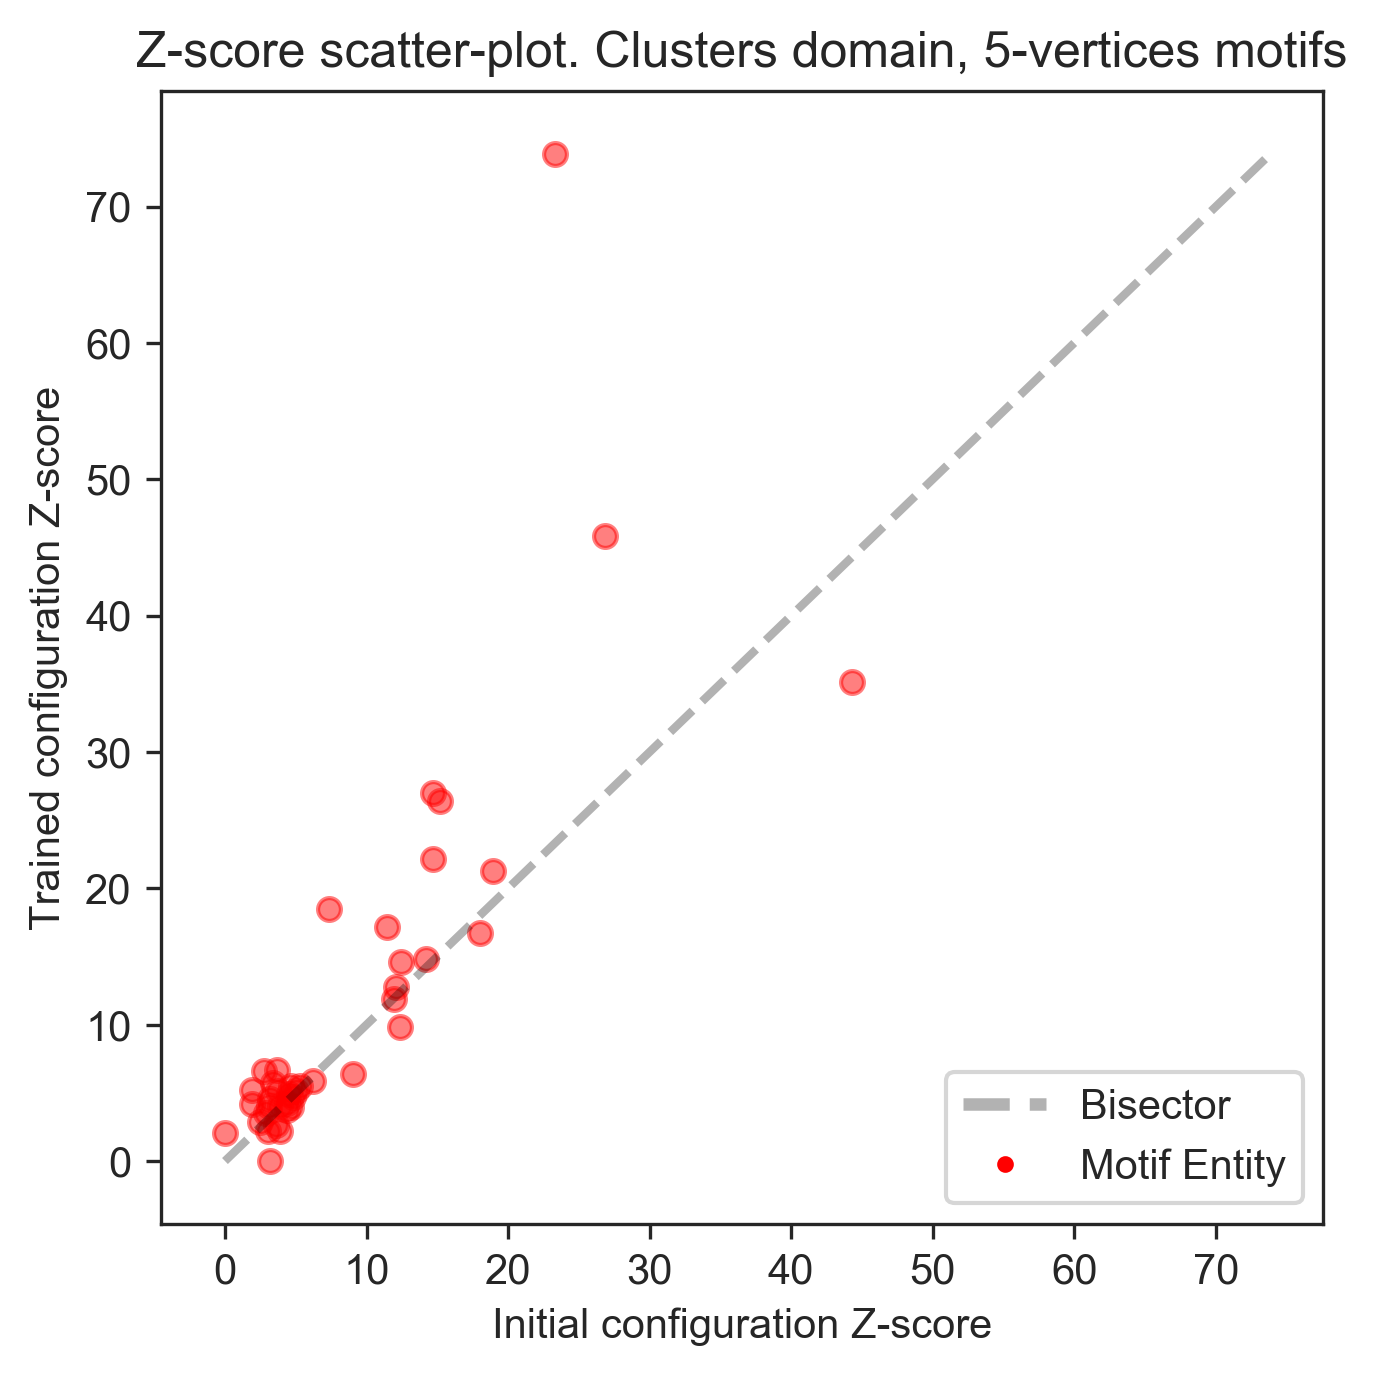 Z-score scatter-plot. Clusters domain, 5-vertices motifs
Trained configuration Z-score
70
60
50
40
30
20
10
0
0 10 20 30 40 50 60 70
Initial configuration Z-score
Bisector
Motif Entity